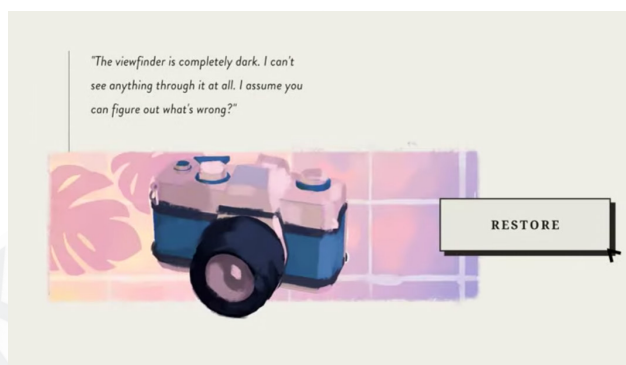 "The viewfinder is completely dark. I can't
see anything through it at all. I assume you
can figure out what's wrong?"
RESTORE